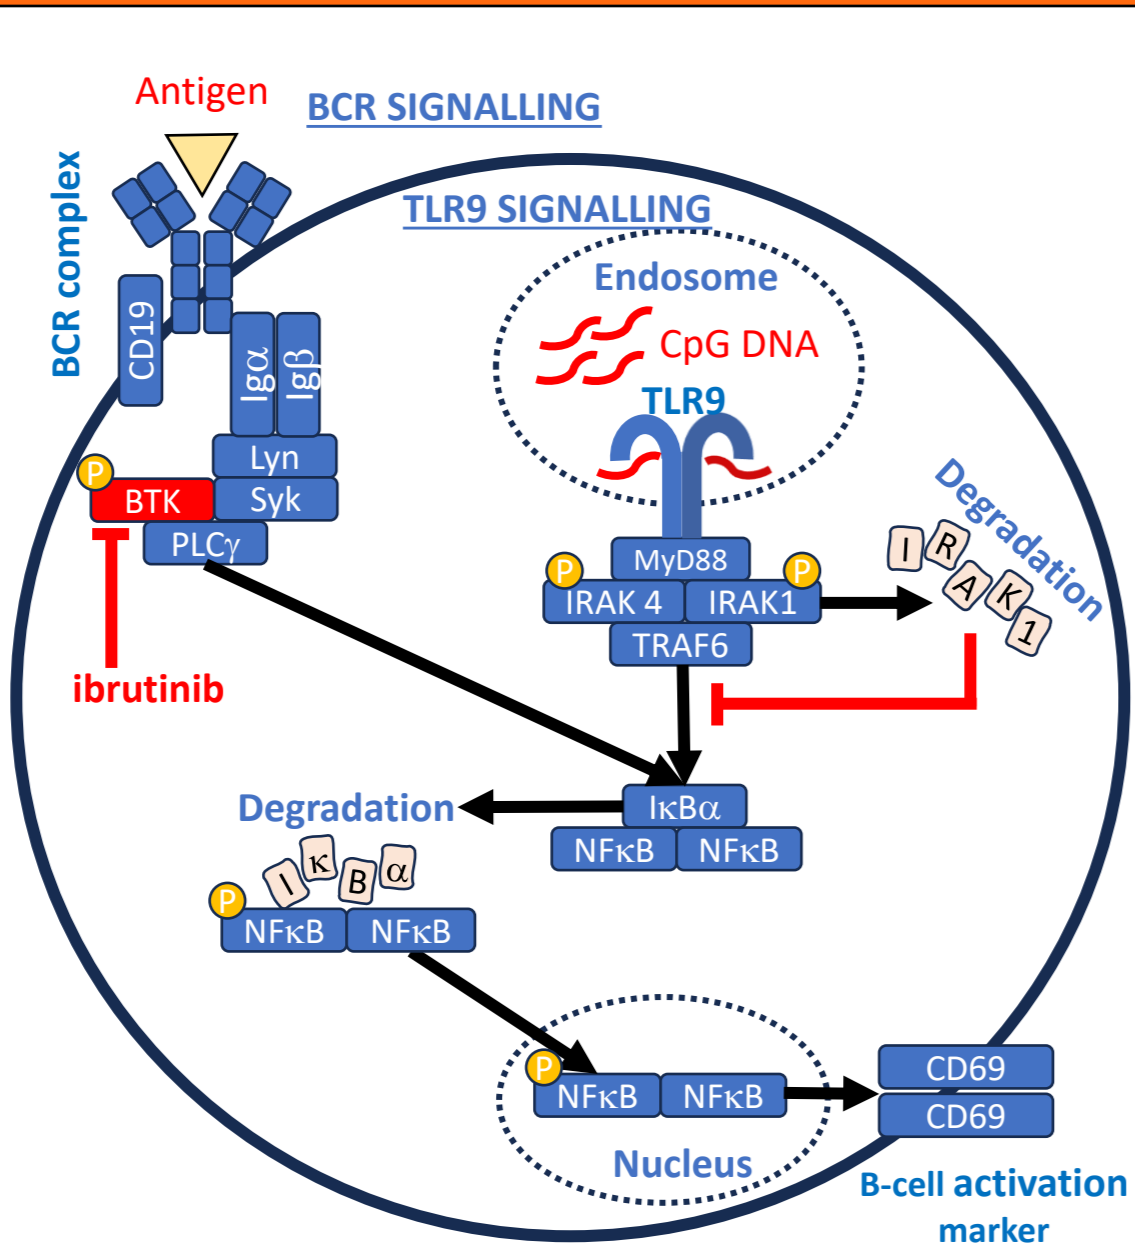 Antigen
BCR SIGNALLING
BCR complex
TLR9 SIGNALLING
Endosome
CpG DNA
TLR9
CD19
Igα
Igβ
Lyn
P
BTK
Syk
PLCγ
ibrutinib
MyD88
P
P
IRAK 4
IRAK1
TRAF6
Degradation
I
R
A
K
1
IκBα
NFκB
NFκB
Degradation
I
κ
B
α
P
NFκB
NFκB
P
NFκB
NFκB
Nucleus
CD69
CD69
B-cell activation
marker